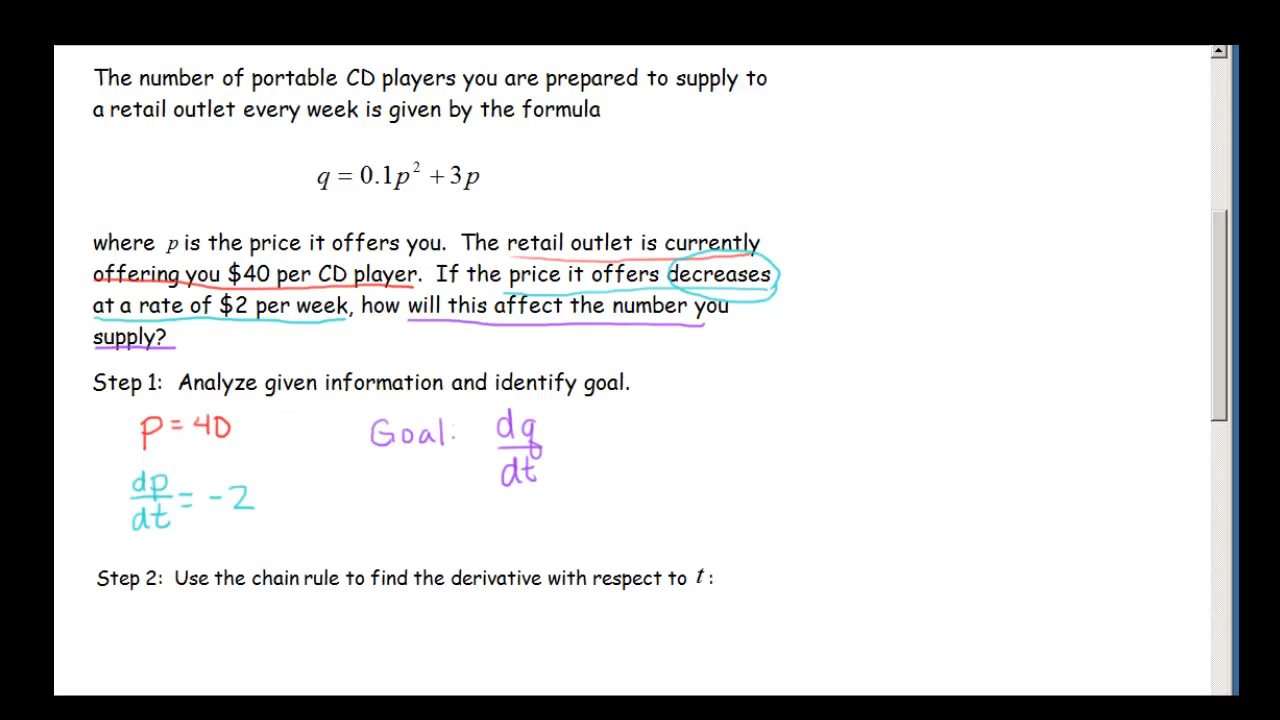 The number of portable CD players you are prepared to supply to
a retail outlet every week is given by the formula
q = 0.1p² + 3p
where p is the price it offers you. The retail outlet is currently
offering you $40 per CD player. If the price it offers decreases
at a rate of $2 per week, how will this affect the number you
supply?
Step 1: Analyze given information and identify goal.
p = 40 Goal: dq/dt
dp/dt = -2
Step 2: Use the chain rule to find the derivative with respect to t: